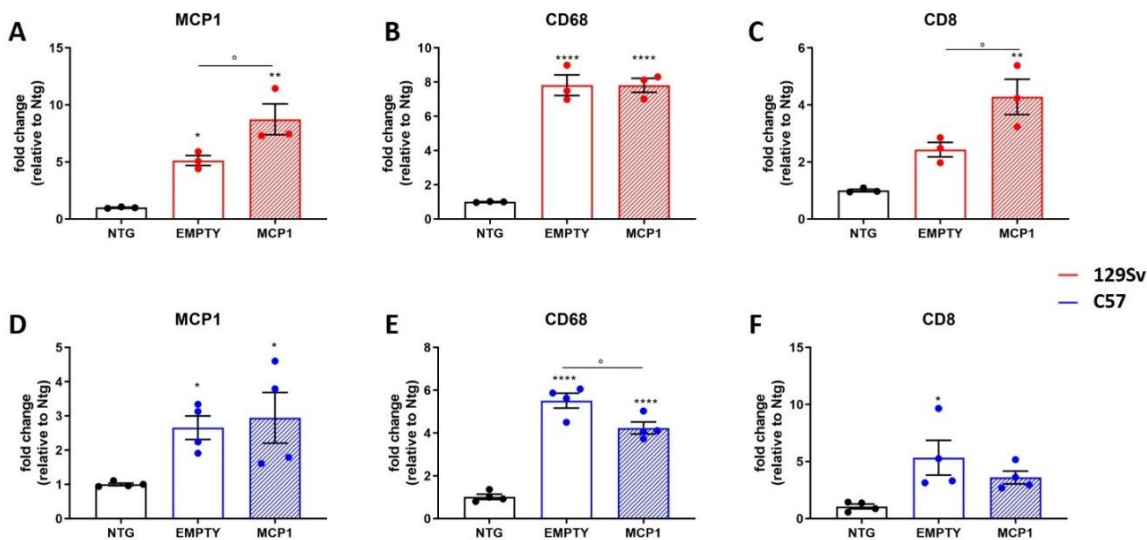 A
MCP1
fold change
(relative to Ntg)
15
10
5
0
*
°
**
NTG
EMPTY
MCP1
B
CD68
fold change
(relative to Ntg)
10
8
6
4
2
0
****
****
NTG
EMPTY
MCP1
C
CD8
fold change
(relative to Ntg)
6
4
2
0
°
**
NTG
EMPTY
MCP1
129Sv
C57
D
MCP1
fold change
(relative to Ntg)
5
4
3
2
1
0
*
*
NTG
EMPTY
MCP1
E
CD68
fold change
(relative to Ntg)
8
6
4
2
0
****
°
****
NTG
EMPTY
MCP1
F
CD8
fold change
(relative to Ntg)
15
10
5
0
*
NTG
EMPTY
MCP1